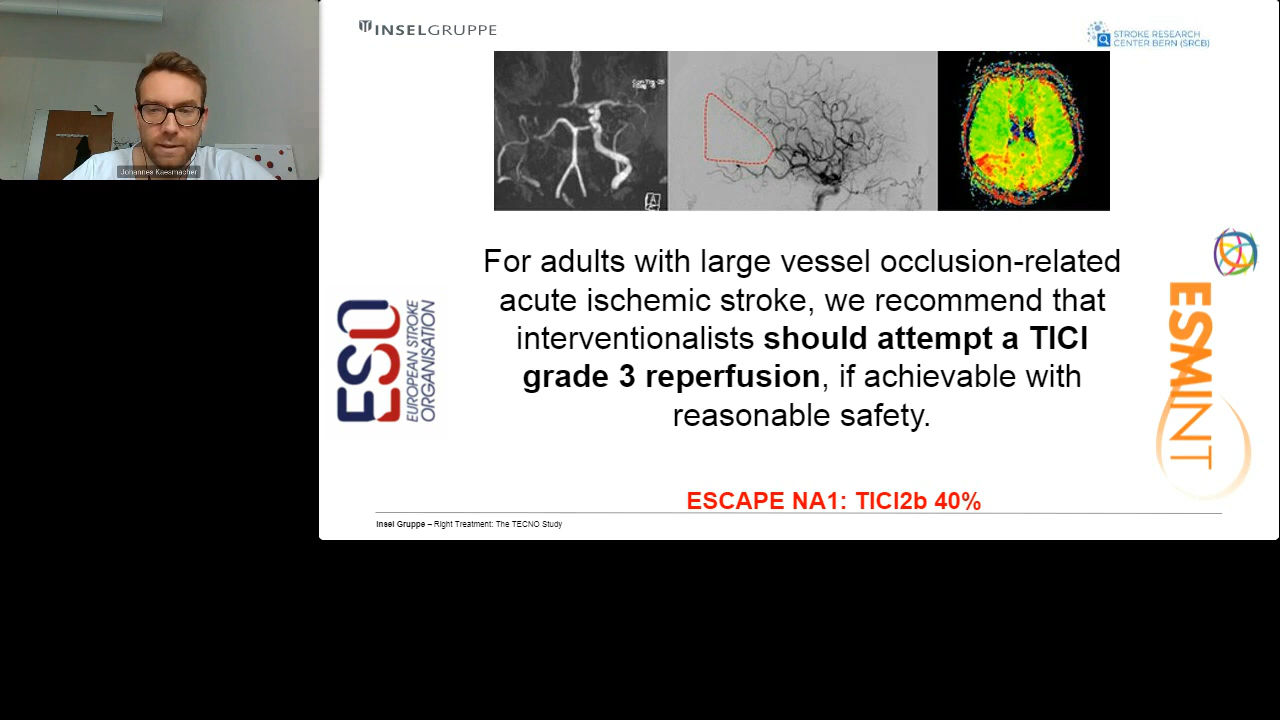 Johannes Kaesmacher
INSELGRUPPE
STROKE RESEARCH
CENTER BERN (SRCB)
For adults with large vessel occlusion-related
acute ischemic stroke, we recommend that
interventionalists should attempt a TICI
grade 3 reperfusion, if achievable with
reasonable safety.
ESO
EUROPEAN STROKE
ORGANISATION
ESMINT
ESCAPE NA1: TICI2b 40%
Insel Gruppe – Right Treatment: The TECNO Study